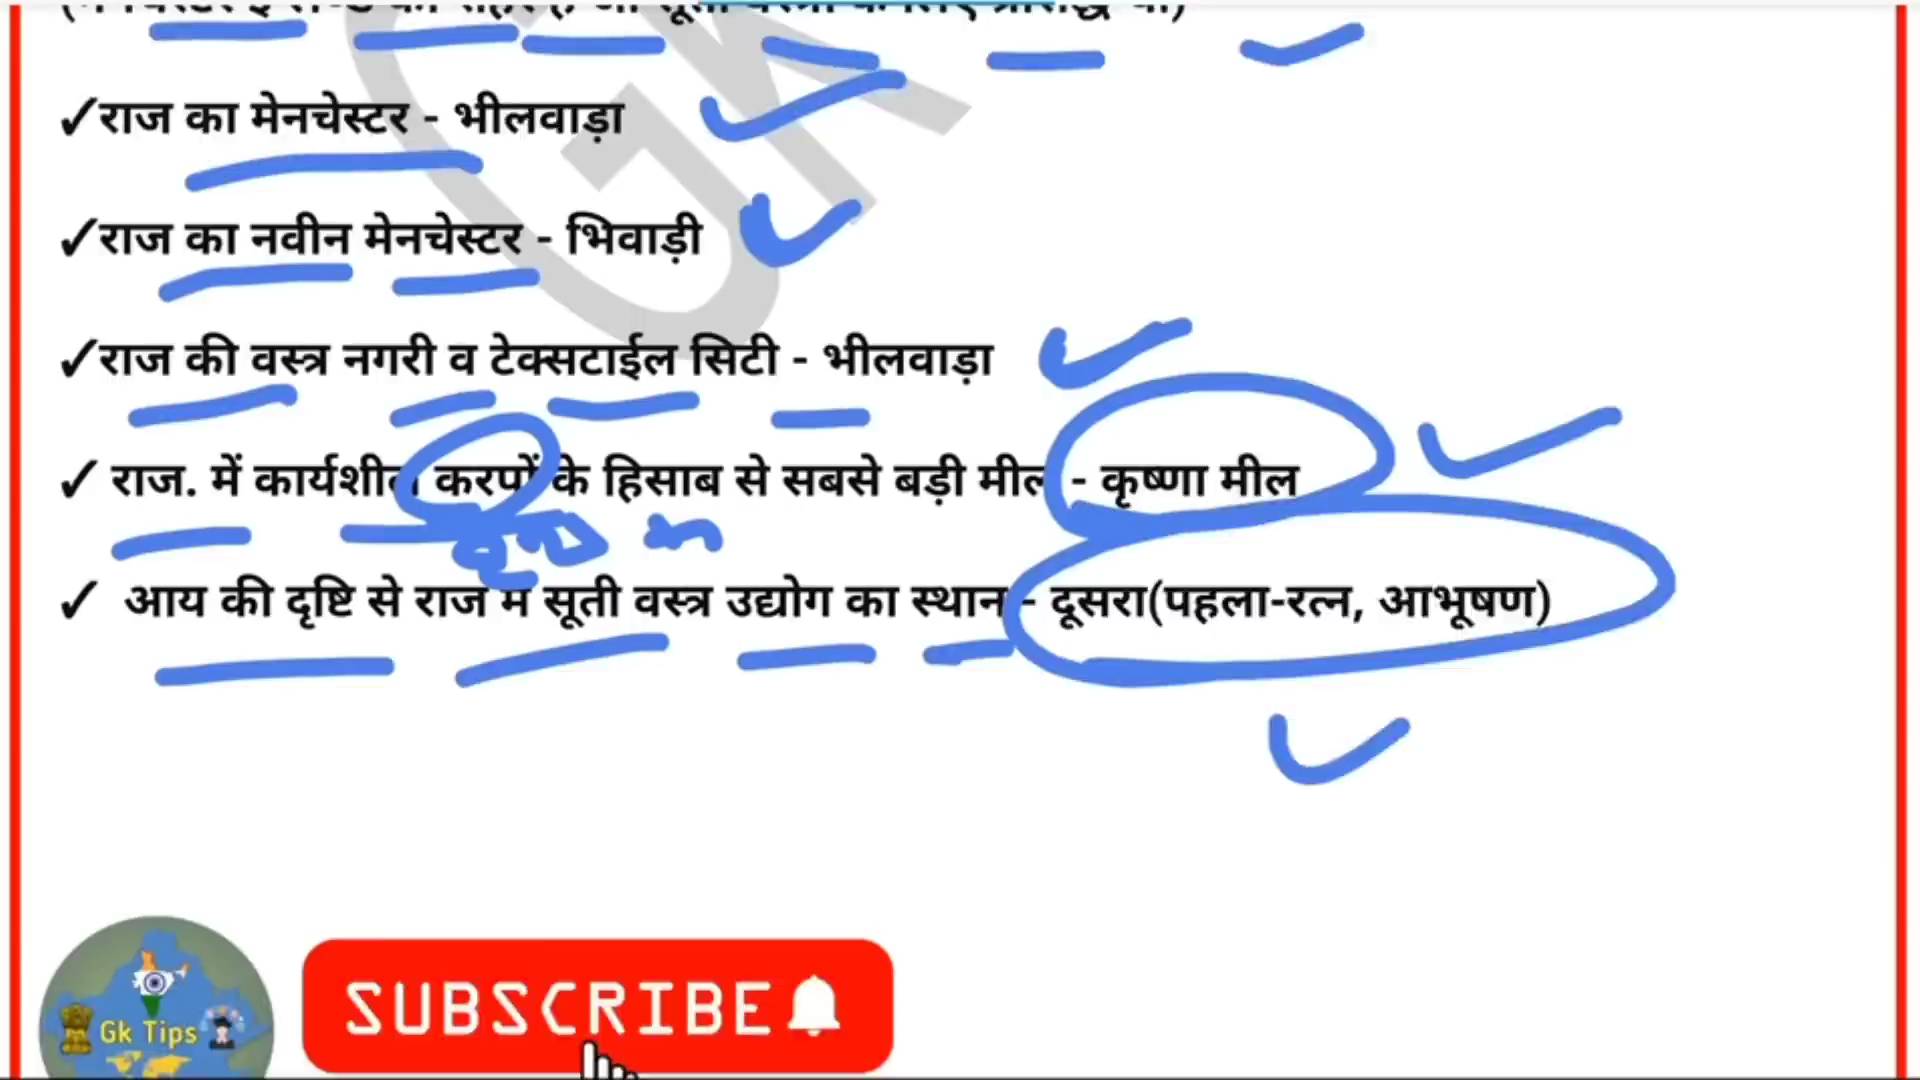 ✓राज का मेनचेस्टर - भीलवाड़ा
✓राज का नवीन मेनचेस्टर - भिवाड़ी
✓राज की वस्त्र नगरी व टेक्सटाईल सिटी - भीलवाड़ा
✓ राज. में कार्यशील करपों के हिसाब से सबसे बड़ी मील - कृष्णा मील
✓ आय की दृष्टि से राज में सूती वस्त्र उद्योग का स्थान - दूसरा(पहला-रत्न, आभूषण)
Gk Tips
SUBSCRIBE